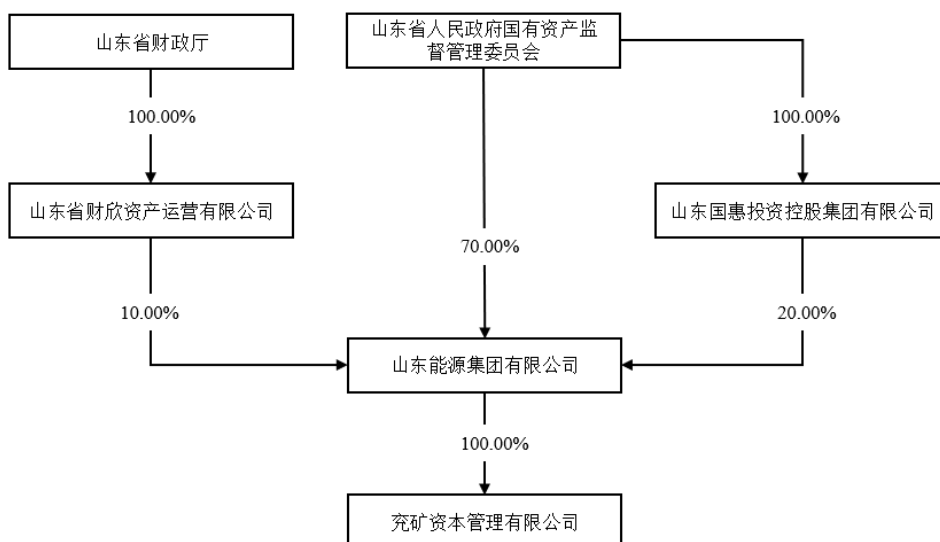 山东省财政厅
山东省人民政府国有资产监
督管理委员会
100.00%
100.00%
山东省财欣资产运营有限公司
山东国惠投资控股集团有限公司
70.00%
10.00%
20.00%
山东能源集团有限公司
100.00%
兖矿资本管理有限公司